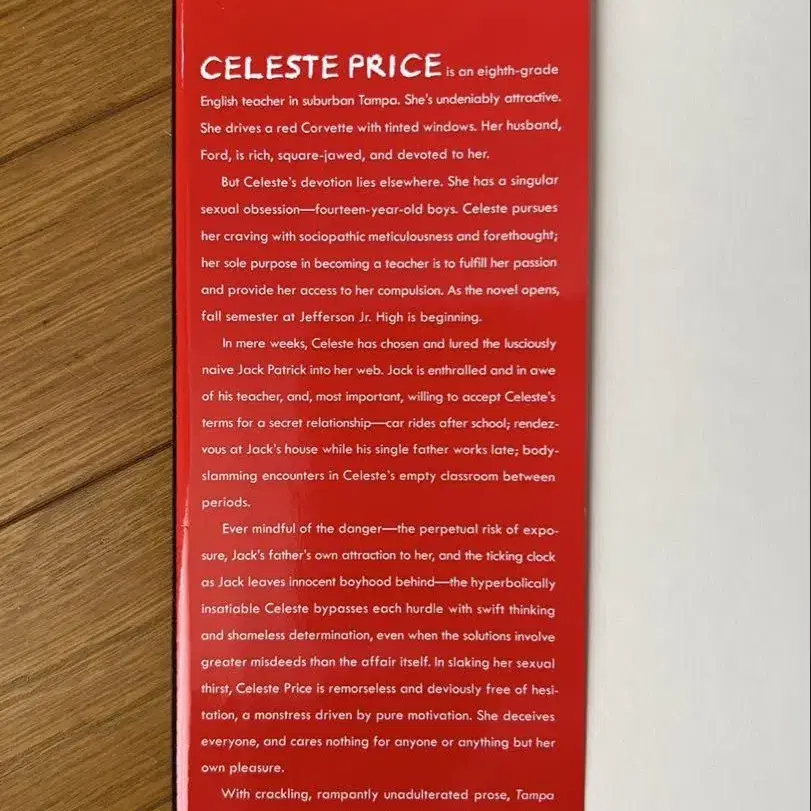 CELESTE PRICE is an eighth-grade
English teacher in suburban Tampa. She's undeniably attractive.
She drives a red Corvette with tinted windows. Her husband,
Ford, is rich, square-jawed, and devoted to her.
But Celeste's devotion lies elsewhere. She has a singular
sexual obsession—fourteen-year-old boys. Celeste pursues
her craving with sociopathic meticulousness and forethought;
her sole purpose in becoming a teacher is to fulfill her passion
and provide her access to her compulsion. As the novel opens,
fall semester at Jefferson Jr. High is beginning.
In mere weeks, Celeste has chosen and lured the lusciously
naive Jack Patrick into her web. Jack is enthralled and in awe
of his teacher, and, most important, willing to accept Celeste's
terms for a secret relationship—car rides after school; rendez-
vous at Jack's house while his single father works late; body-
slamming encounters in Celeste's empty classroom between
periods.
Ever mindful of the danger—the perpetual risk of expo-
sure, Jack's father's own attraction to her, and the ticking clock
as Jack leaves innocent boyhood behind—the hyperbolically
insatiable Celeste bypasses each hurdle with swift thinking
and shameless determination, even when the solutions involve
greater misdeeds than the affair itself. In slaking her sexual
thirst, Celeste Price is remorseless and deviously free of hesi-
tation, a monstress driven by pure motivation. She deceives
everyone, and cares nothing for anyone or anything but her
own pleasure.
With crackling, rampantly unadulterated prose, Tampa